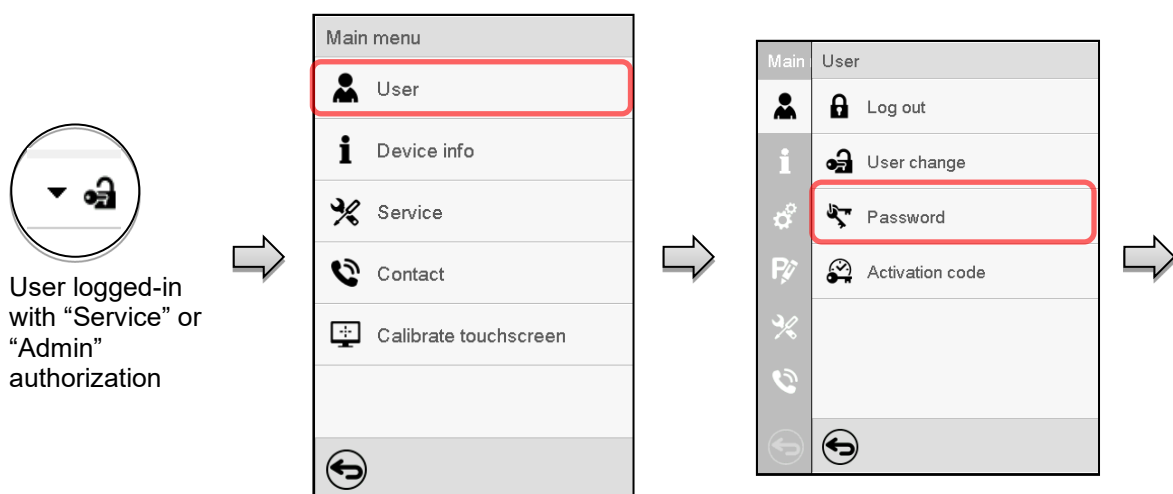 User logged-in
with “Service” or
“Admin”
authorization
Main menu
User
Device info
Service
Contact
Calibrate touchscreen
Main
User
Log out
User change
Password
Activation code